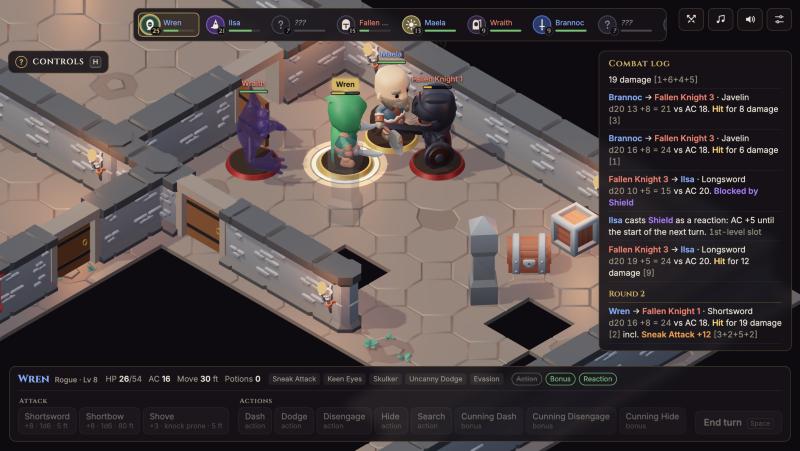 25 Wren
21 Ilsa
? ???
15 Fallen ...
13 Maela
9 Wraith
9 Brannoc
? ???
? CONTROLS H
Maela
Wraith
Wren
Fallen Knight 1
COMBAT LOG
19 damage [1+6+4+5]
Brannoc → Fallen Knight 3 · Javelin
d20 13 +8 = 21 vs AC 18. Hit for 8 damage
[3]
Brannoc → Fallen Knight 3 · Javelin
d20 16 +8 = 24 vs AC 18. Hit for 6 damage
[1]
Fallen Knight 3 → Ilsa · Longsword
d20 10 +5 = 15 vs AC 20. Blocked by
Shield
Ilsa casts Shield as a reaction: AC +5 until
the start of the next turn. 1st-level slot
Fallen Knight 3 → Ilsa · Longsword
d20 19 +5 = 24 vs AC 20. Hit for 12
damage [9]
ROUND 2
Wren → Fallen Knight 1 · Shortsword
d20 16 +8 = 24 vs AC 18. Hit for 19 damage
[2] incl. Sneak Attack +12 [3+2+5+2]
WREN Rogue · Lv 8 HP 26/54 AC 16 Move 30 ft Potions 0 Sneak Attack Keen Eyes Skulker Uncanny Dodge Evasion Action Bonus Reaction
ATTACK
Shortsword
+8 · 1d6 · 5 ft
Shortbow
+8 · 1d6 · 80 ft
Shove
+3 · knock prone · 5 ft
ACTIONS
Dash
action
Dodge
action
Disengage
action
Hide
action
Search
action
Cunning Dash
bonus
Cunning Disengage
bonus
Cunning Hide
bonus
End turn Space